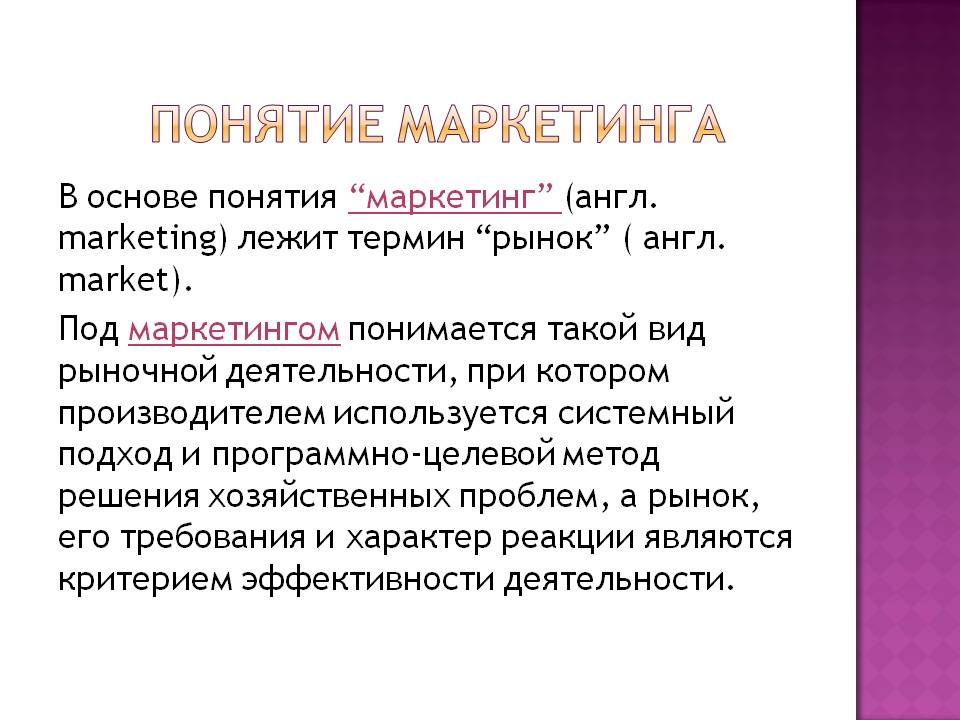 ПОНЯТИЕ МАРКЕТИНГА
В основе понятия “маркетинг” (англ.
marketing) лежит термин “рынок” ( англ.
market).
Под маркетингом понимается такой вид
рыночной деятельности, при котором
производителем используется системный
подход и программно-целевой метод
решения хозяйственных проблем, а рынок,
его требования и характер реакции являются
критерием эффективности деятельности.